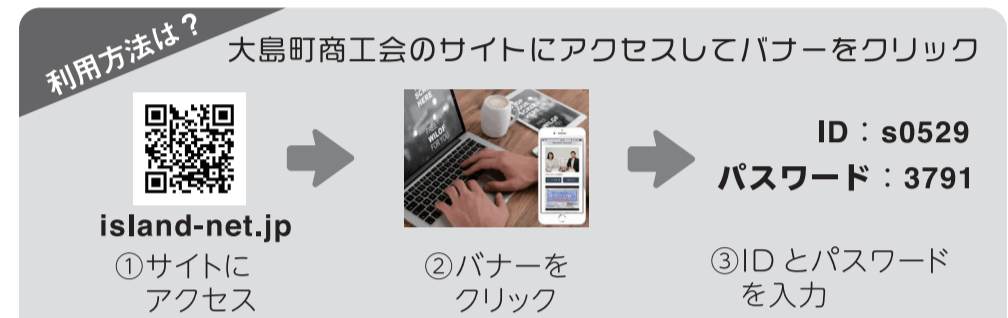 利用方法は?
大島町商工会のサイトにアクセスしてバナーをクリック
ID：s0529
パスワード：3791
island-net.jp
①サイトに
アクセス
②バナーを
クリック
③IDとパスワード
を入力